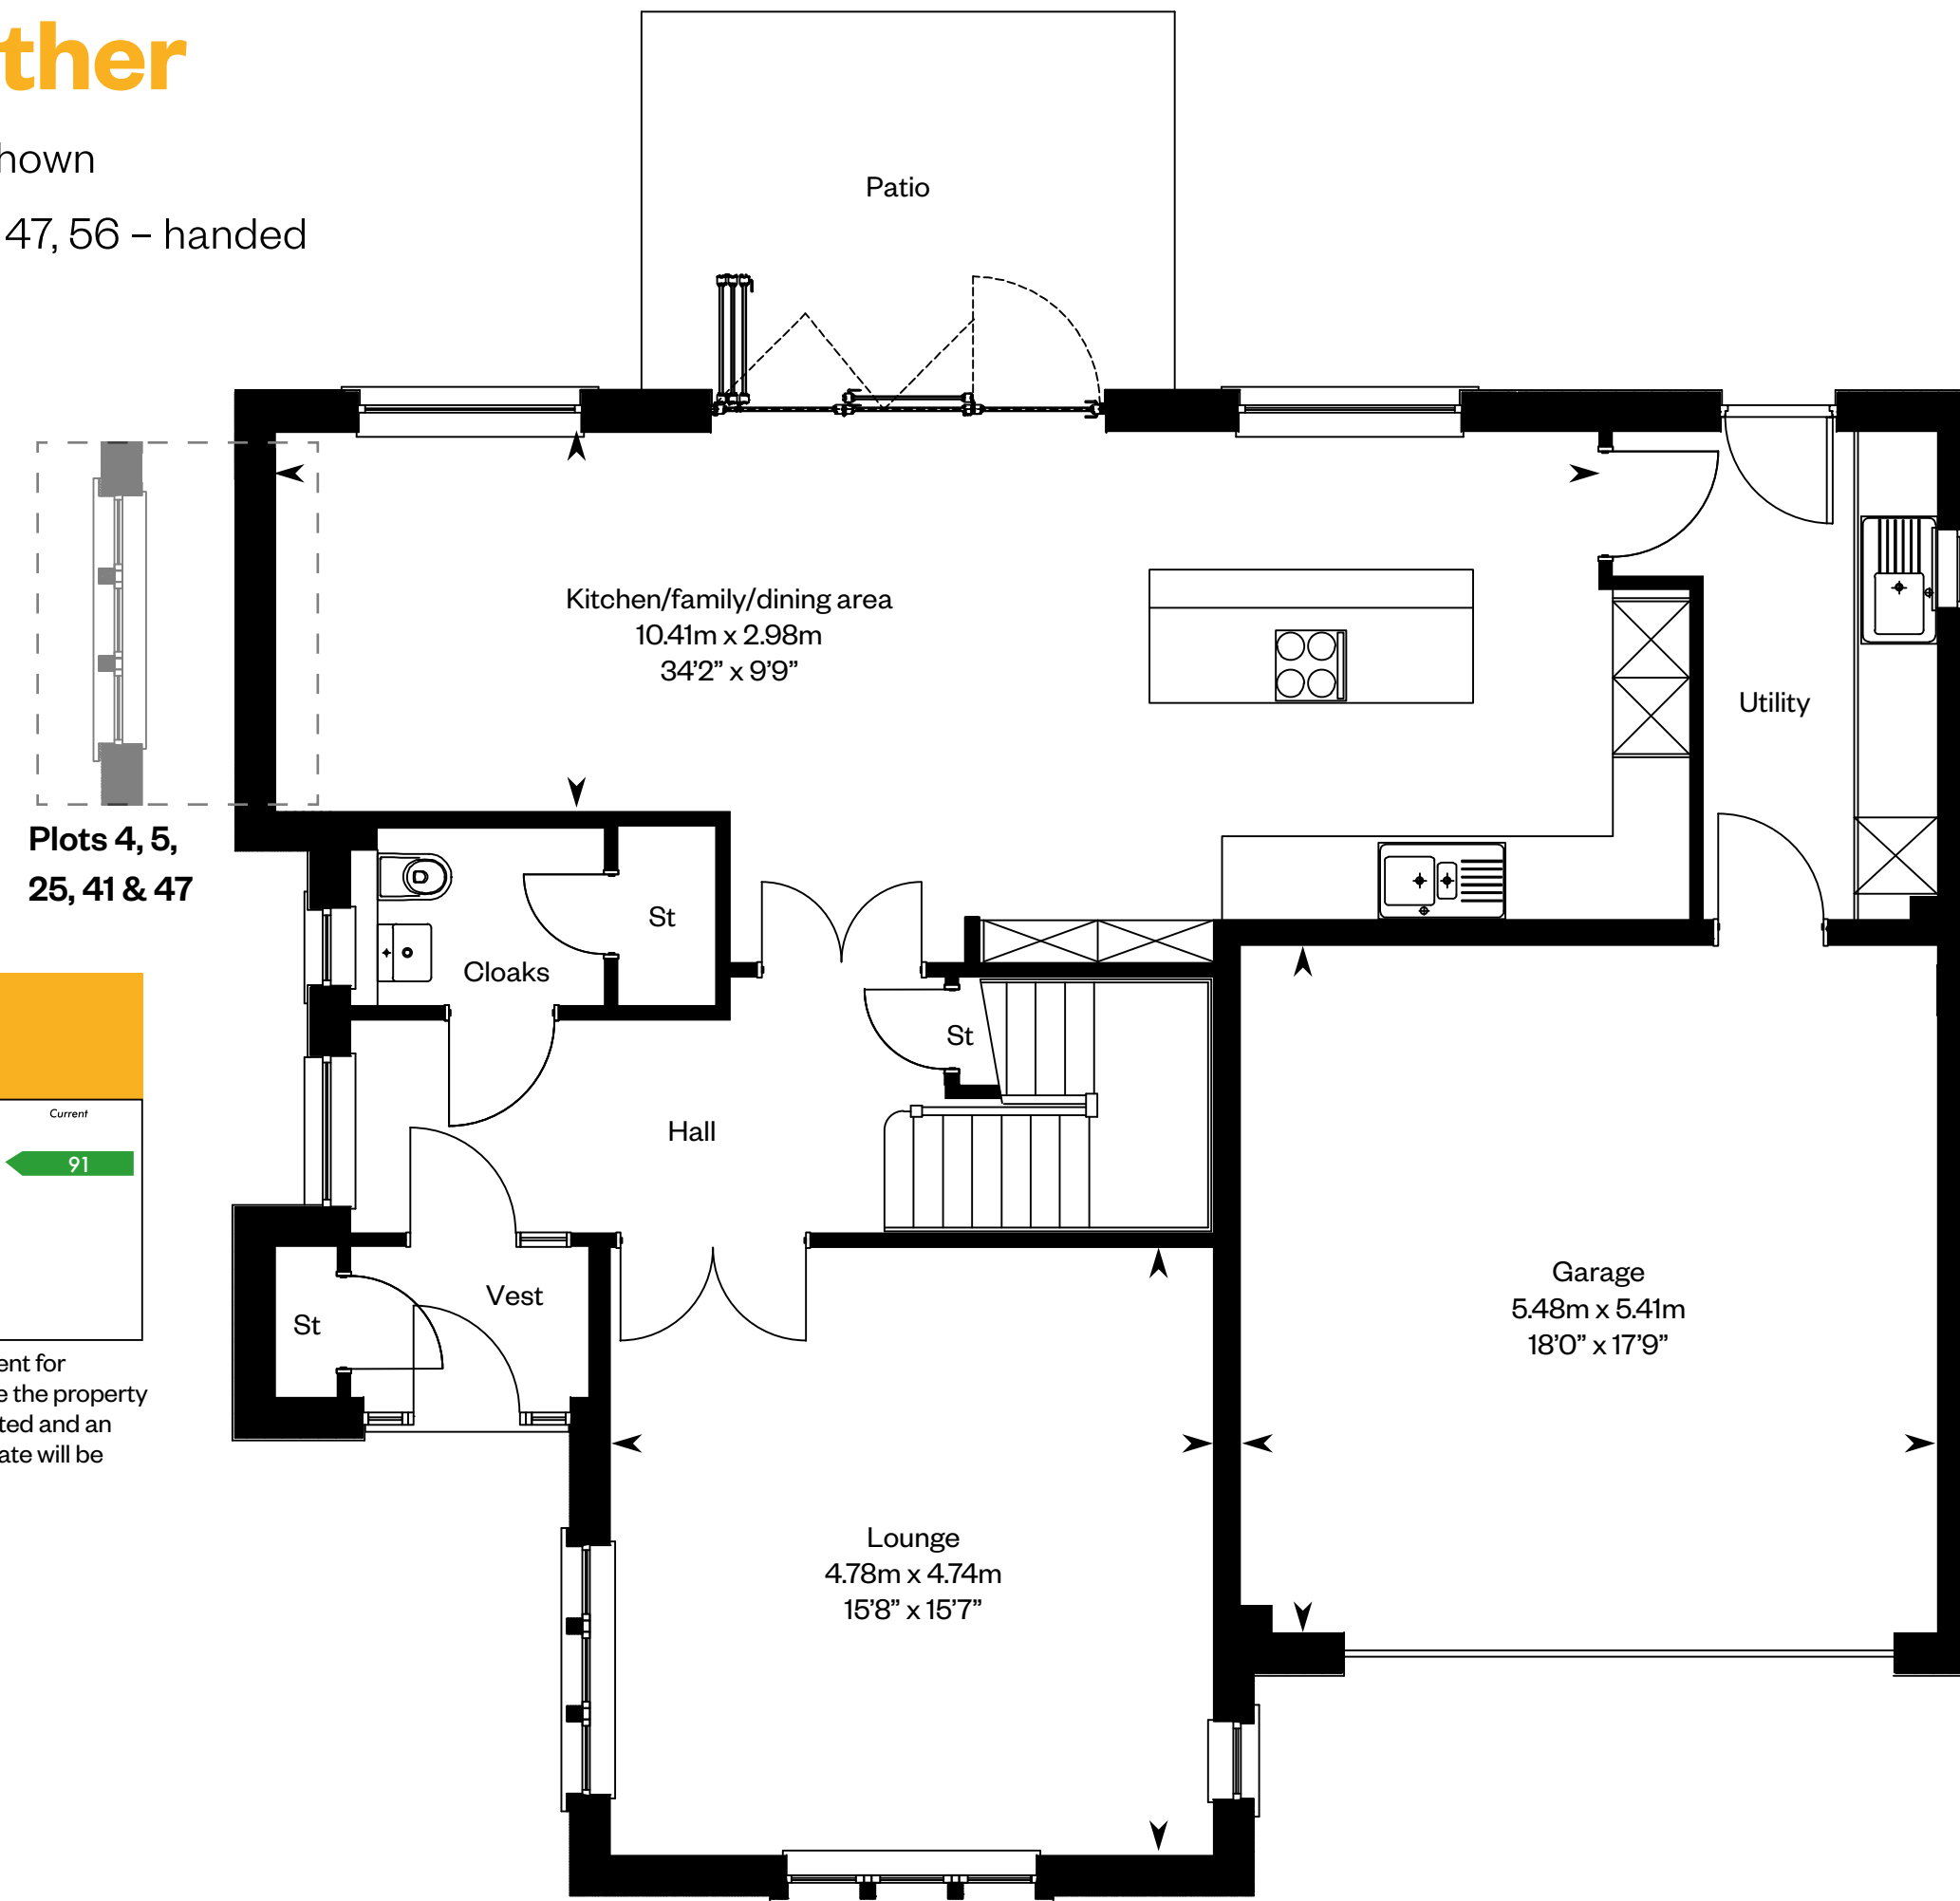 ther
hown
47, 56 – handed
Patio
Kitchen/family/dining area
10.41m x 2.98m
34’2” x 9’9”
Utility
Plots 4, 5,
25, 41 & 47
St
Cloaks
St
Hall
Current
91
Vest
St
Garage
5.48m x 5.41m
18’0” x 17’9”
ent for
e the property
ted and an
ate will be
Lounge
4.78m x 4.74m
15’8” x 15’7”